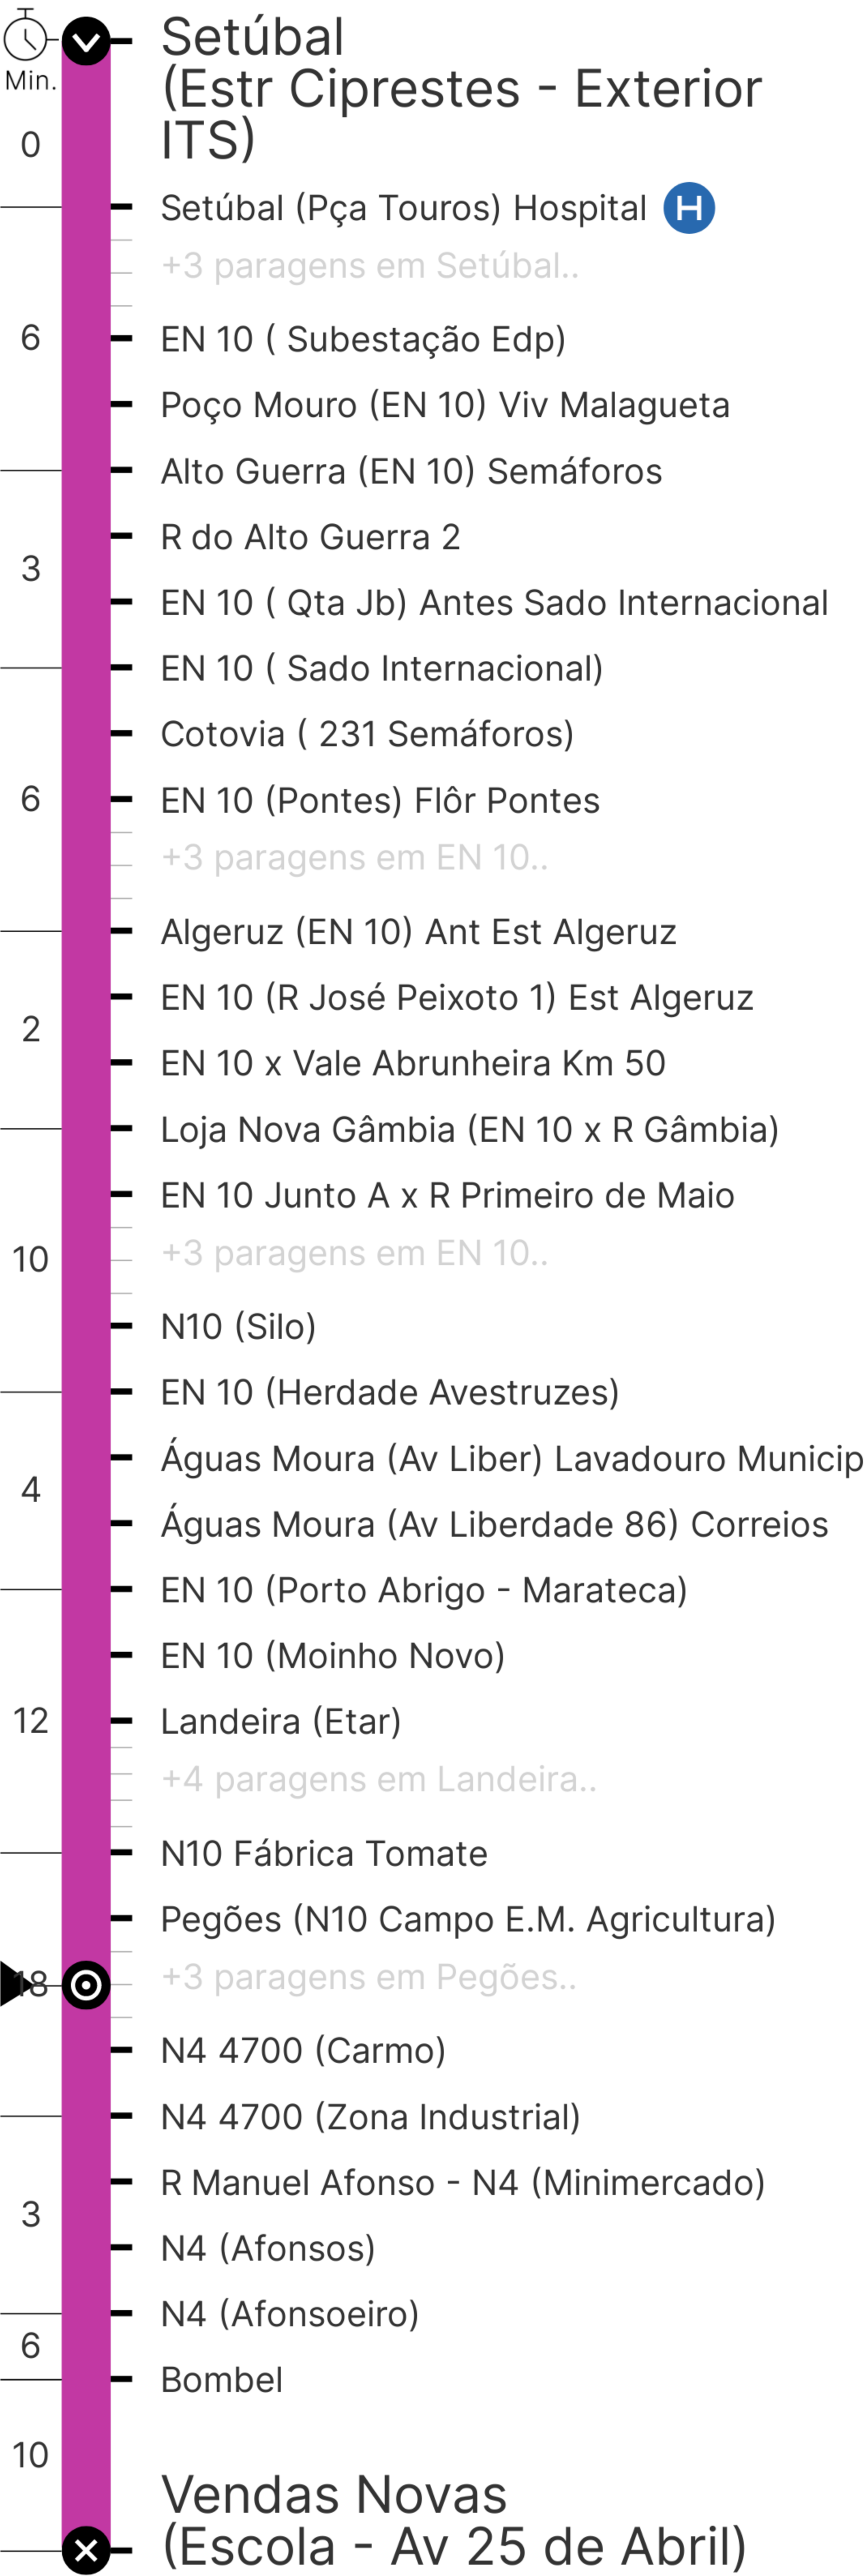 Setúbal
(Estr Ciprestes - Exterior
ITS)
Min.
0
Setúbal (Pça Touros) Hospital H
+3 paragens em Setúbal..
6
EN 10 ( Subestação Edp)
Poço Mouro (EN 10) Viv Malagueta
Alto Guerra (EN 10) Semáforos
R do Alto Guerra 2
3
EN 10 ( Qta Jb) Antes Sado Internacional
EN 10 ( Sado Internacional)
Cotovia ( 231 Semáforos)
6
EN 10 (Pontes) Flôr Pontes
+3 paragens em EN 10..
Algeruz (EN 10) Ant Est Algeruz
EN 10 (R José Peixoto 1) Est Algeruz
2
EN 10 x Vale Abrunheira Km 50
Loja Nova Gâmbia (EN 10 x R Gâmbia)
EN 10 Junto A x R Primeiro de Maio
10
+3 paragens em EN 10..
N10 (Silo)
EN 10 (Herdade Avestruzes)
Águas Moura (Av Liber) Lavadouro Municip
4
Águas Moura (Av Liberdade 86) Correios
EN 10 (Porto Abrigo - Marateca)
EN 10 (Moinho Novo)
12
Landeira (Etar)
+4 paragens em Landeira..
N10 Fábrica Tomate
Pegões (N10 Campo E.M. Agricultura)
18
+3 paragens em Pegões..
N4 4700 (Carmo)
N4 4700 (Zona Industrial)
R Manuel Afonso - N4 (Minimercado)
3
N4 (Afonsos)
N4 (Afonsoeiro)
6
Bombel
10
Vendas Novas
(Escola - Av 25 de Abril)